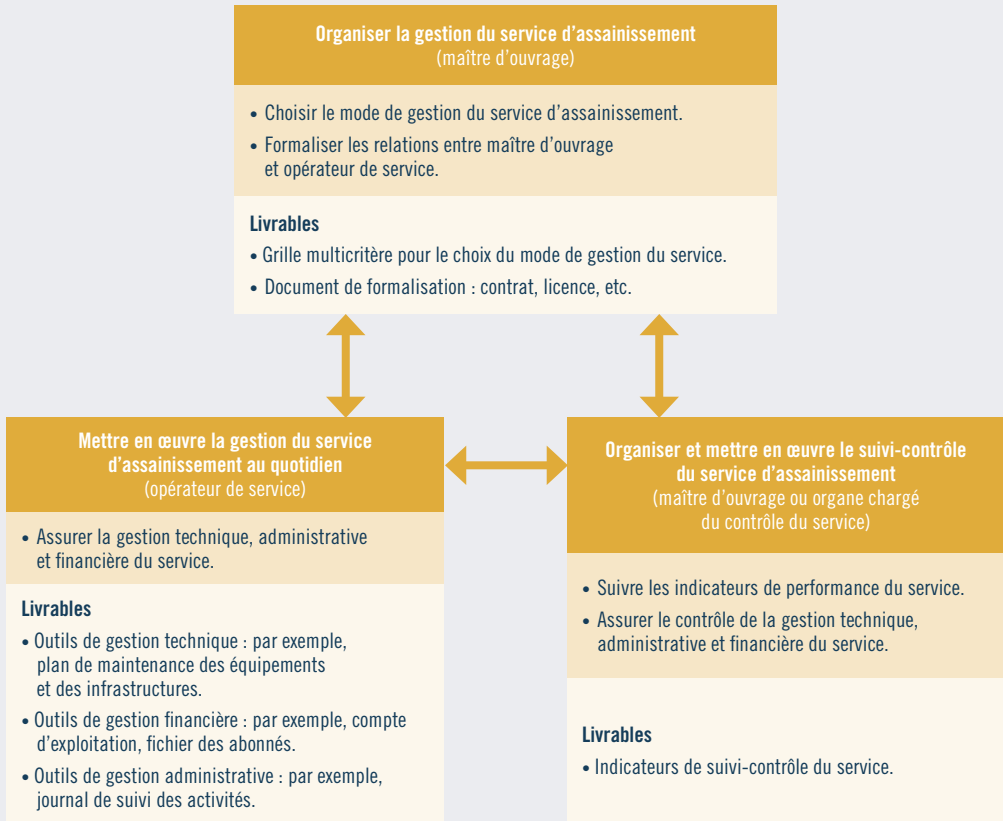 Organiser la gestion du service d'assainissement
(maître d'ouvrage)
• Choisir le mode de gestion du service d'assainissement.
• Formaliser les relations entre maître d'ouvrage
et opérateur de service.
Livrables
• Grille multicritère pour le choix du mode de gestion du service.
• Document de formalisation : contrat, licence, etc.
Mettre en œuvre la gestion du service
d'assainissement au quotidien
(opérateur de service)
• Assurer la gestion technique, administrative
et financière du service.
Livrables
• Outils de gestion technique : par exemple,
plan de maintenance des équipements
et des infrastructures.
• Outils de gestion financière : par exemple, compte
d'exploitation, fichier des abonnés.
• Outils de gestion administrative : par exemple,
journal de suivi des activités.
Organiser et mettre en œuvre le suivi-contrôle
du service d'assainissement
(maître d'ouvrage ou organe chargé
du contrôle du service)
• Suivre les indicateurs de performance du service.
• Assurer le contrôle de la gestion technique,
administrative et financière du service.
Livrables
• Indicateurs de suivi-contrôle du service.